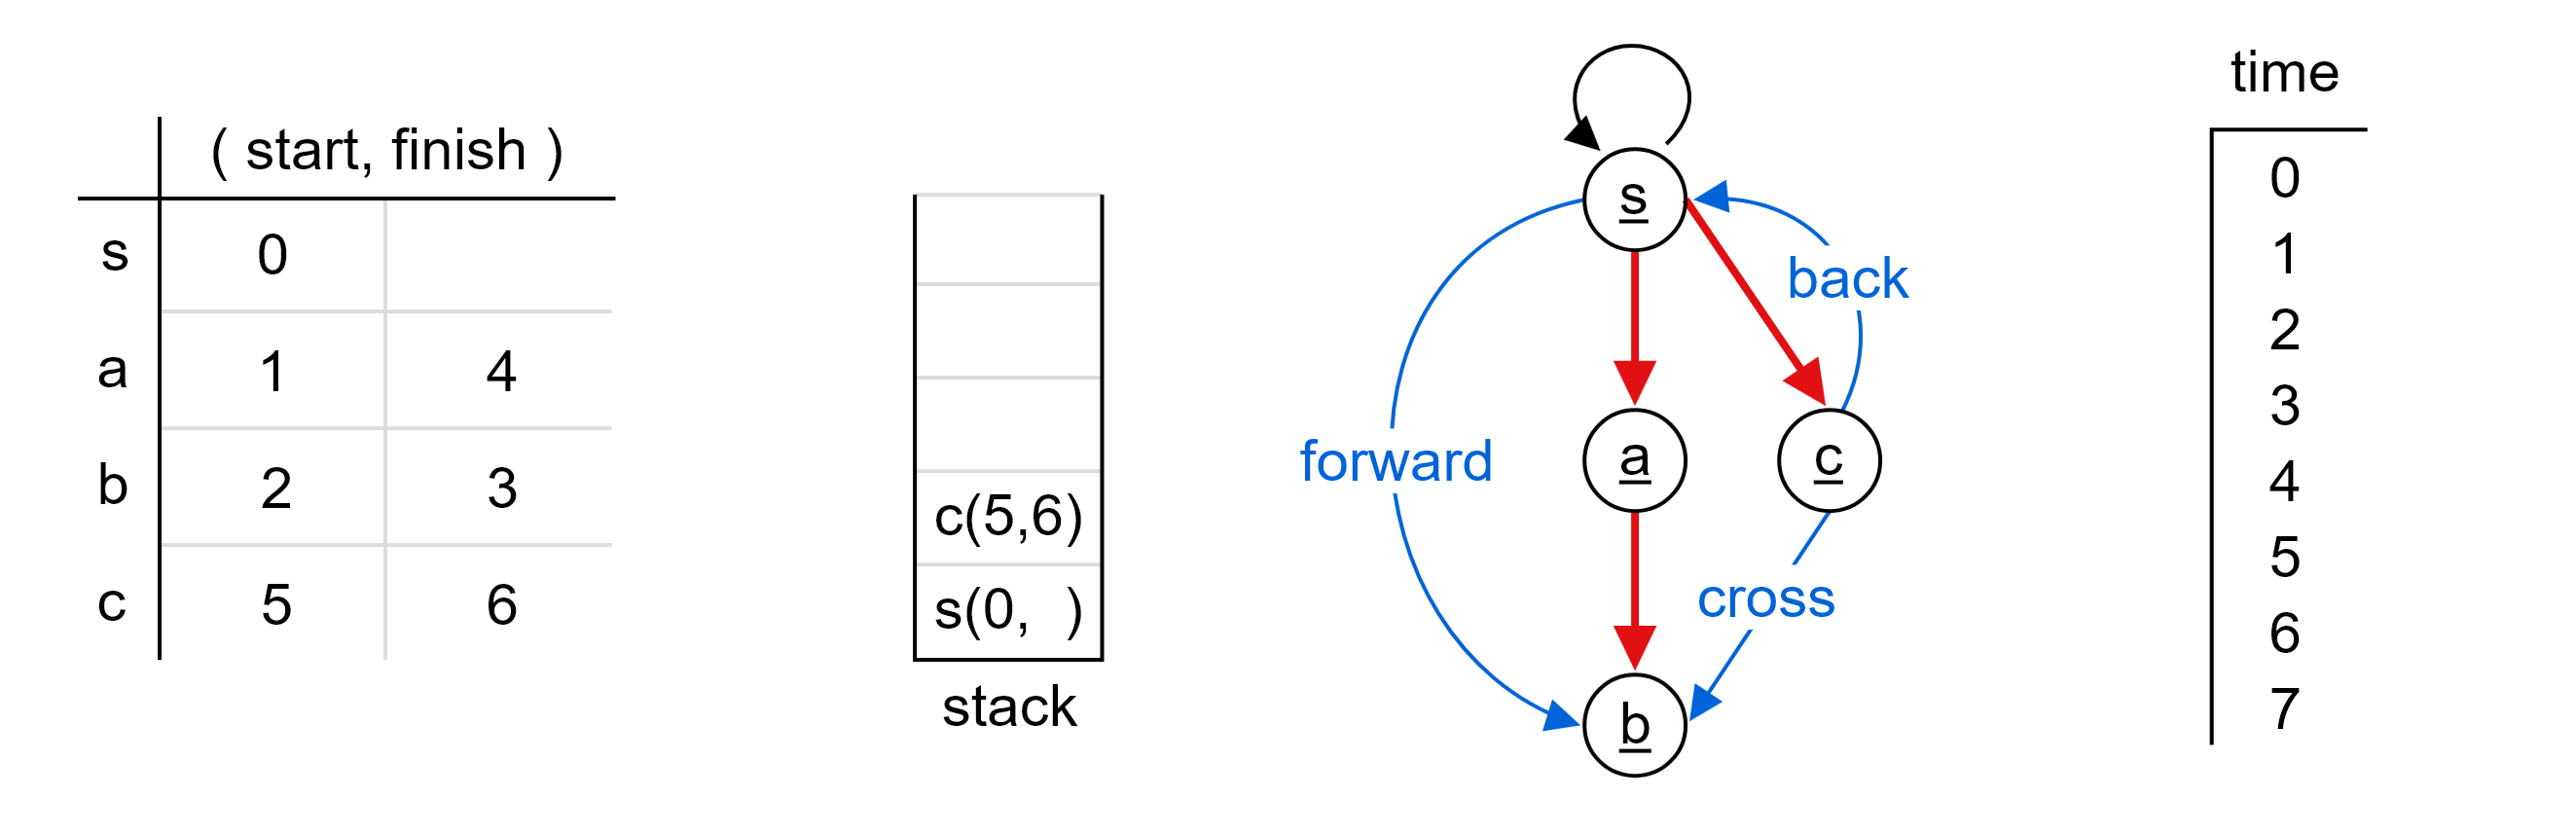 ( start, finish )
s 0
a 1 4
b 2 3
c 5 6
c(5,6)
s(0,  )
stack
s
back
forward
a
c
cross
b
time
0
1
2
3
4
5
6
7